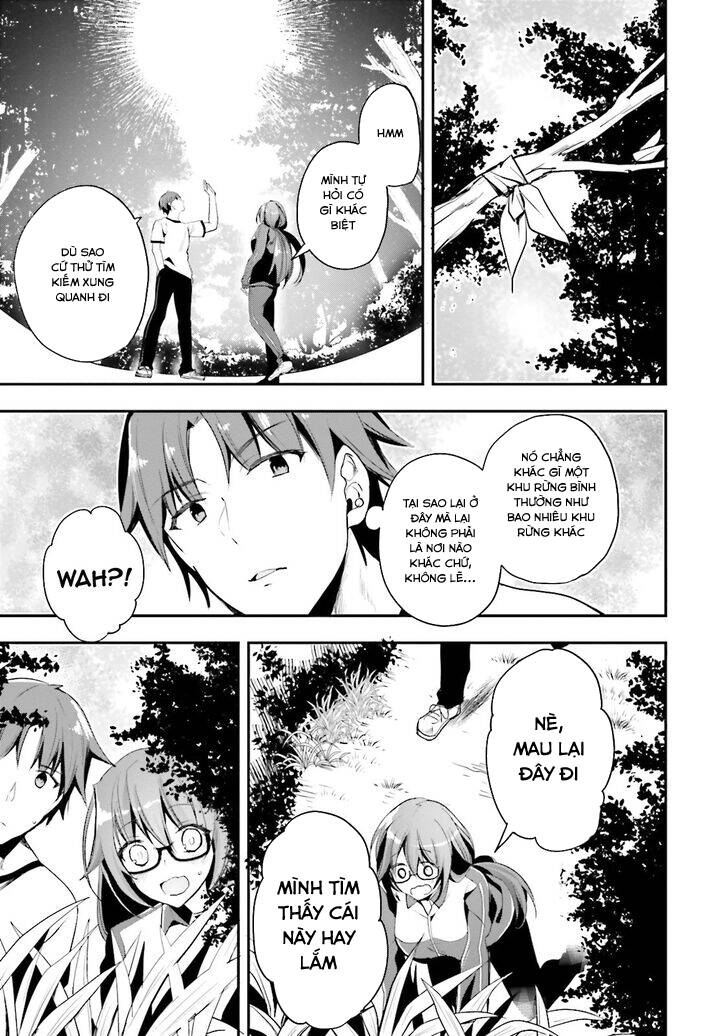 HMM
MÌNH TỰ
HỎI CÓ
GÌ KHÁC
BIỆT
DÙ SAO
CỨ THỬ TÌM
KIẾM XUNG
QUANH ĐI
NÓ CHẲNG
KHÁC GÌ MỘT
KHU RỪNG BÌNH
THƯỜNG NHƯ
BAO NHIÊU KHU
RỪNG KHÁC
TẠI SAO LẠI Ở
ĐÂY MÃ LẠI
KHÔNG PHẢI
LÀ NƠI NÀO
KHÁC CHỨ,
KHÔNG LẼ...
WAH?!
NÈ,
MAU LẠI
ĐÂY ĐI
MÌNH TÌM
THẤY CÁI
NÀY HAY
LẮM